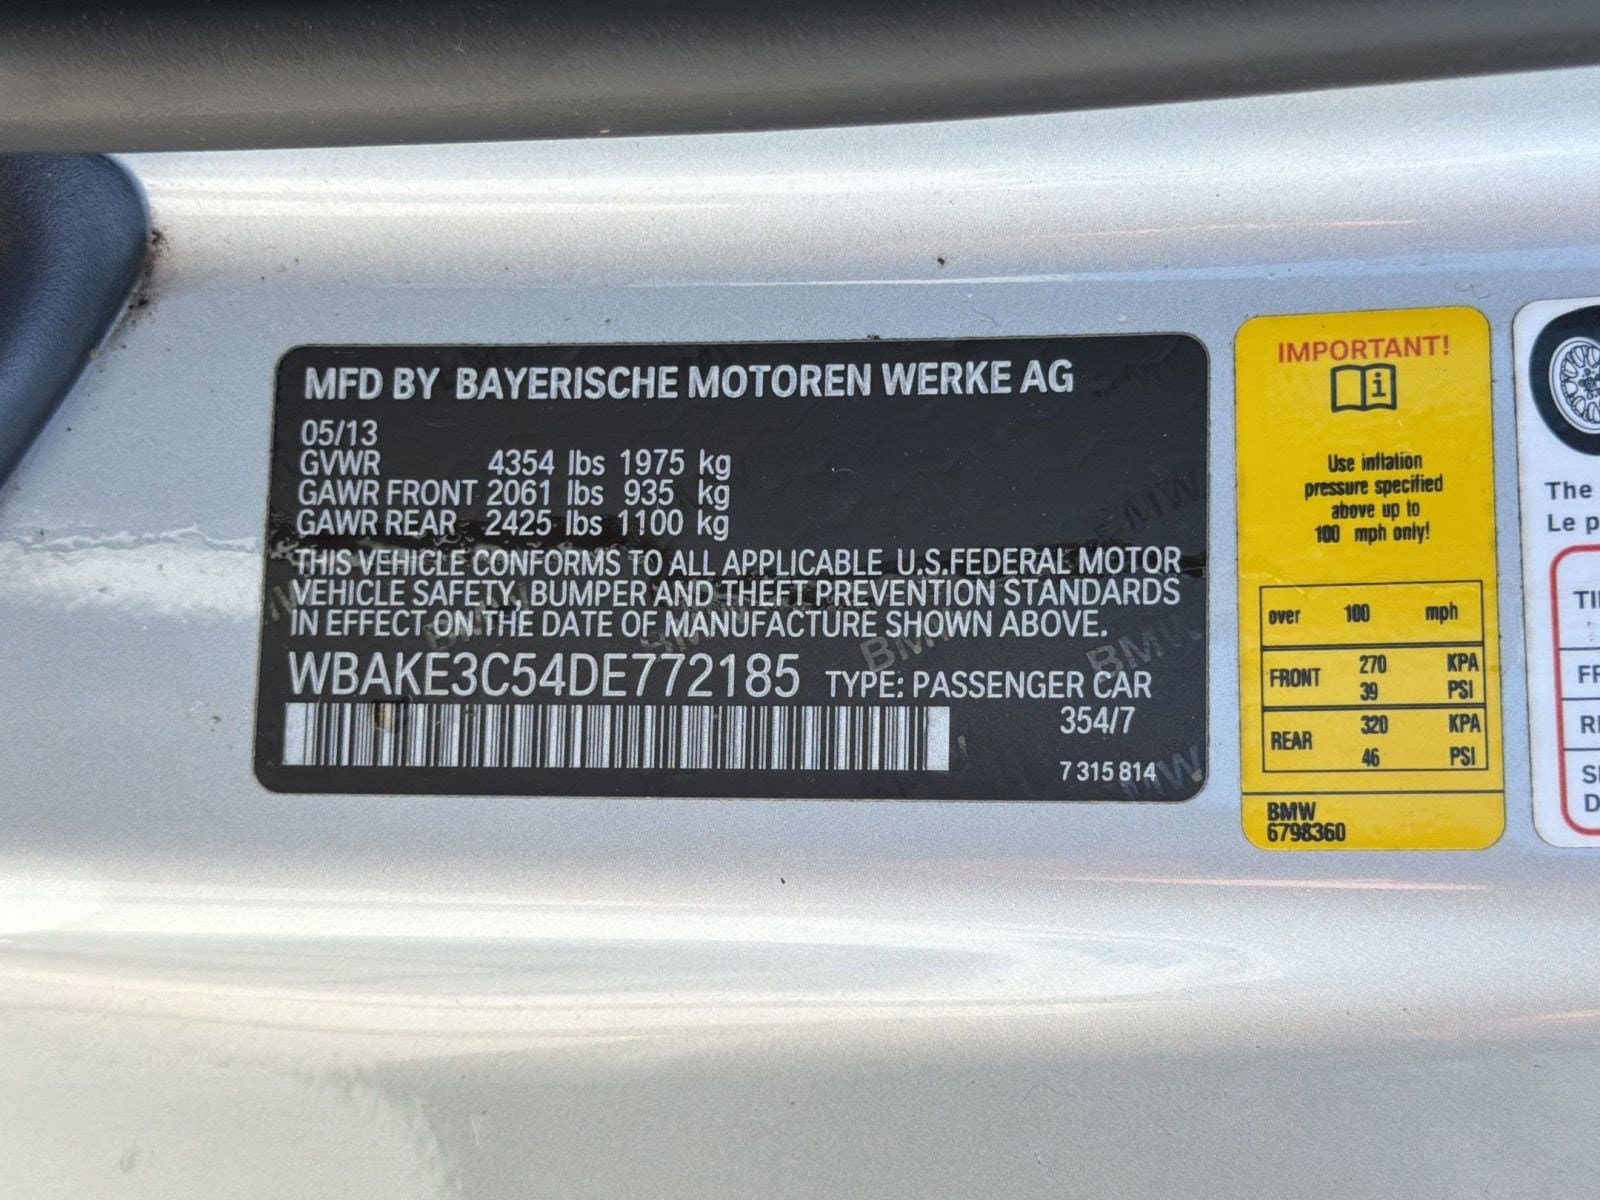 MFD BY BAYERISCHE MOTOREN WERKE AG
05/13
GVWR 4354 lbs 1975 kg
GAWR FRONT 2061 lbs 935 kg
GAWR REAR 2425 lbs 1100 kg
THIS VEHICLE CONFORMS TO ALL APPLICABLE U.S.FEDERAL MOTOR
VEHICLE SAFETY, BUMPER AND THEFT PREVENTION STANDARDS
IN EFFECT ON THE DATE OF MANUFACTURE SHOWN ABOVE.
WBAKE3C54DE772185 TYPE: PASSENGER CAR
354/7
7 315 814
IMPORTANT!
Use inflation
pressure specified
above up to
100 mph only!
over 100 mph
FRONT 270 KPA
39 PSI
REAR 320 KPA
46 PSI
BMW
6798360
The
Le p